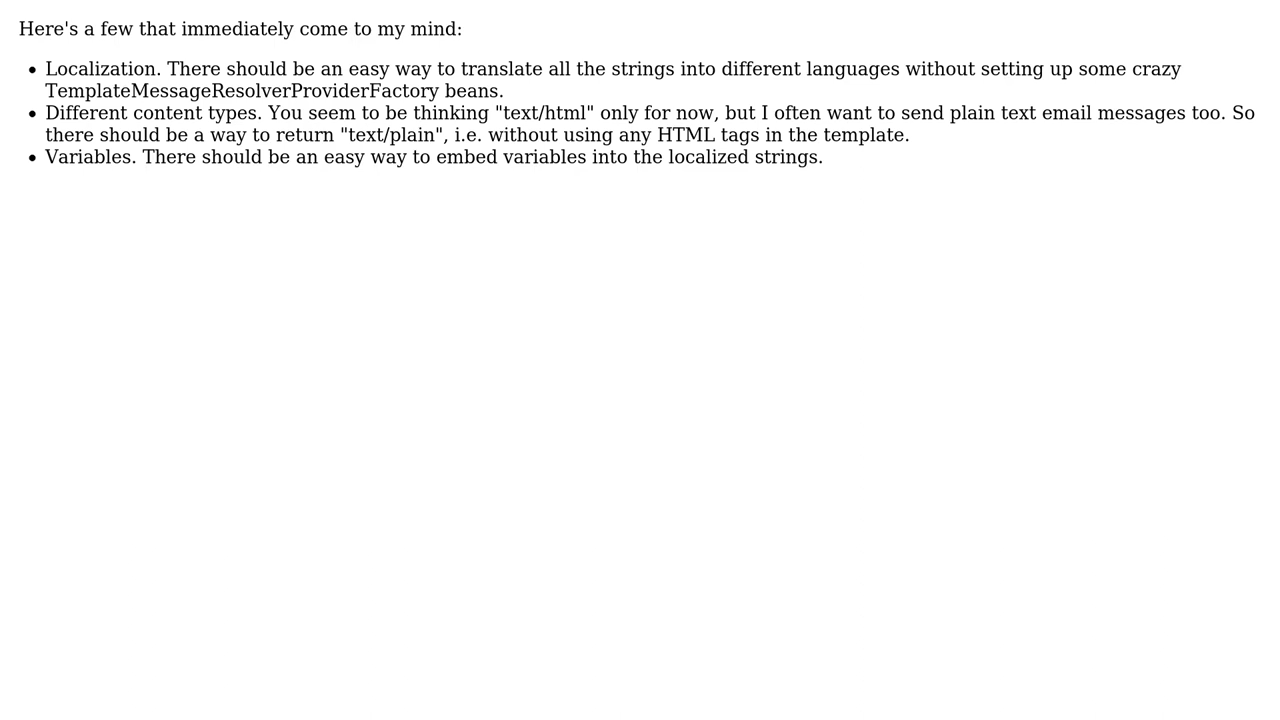 Here's a few that immediately come to my mind:
• Localization. There should be an easy way to translate all the strings into different languages without setting up some crazy
TemplateMessageResolverProviderFactory beans.
• Different content types. You seem to be thinking "text/html" only for now, but I often want to send plain text email messages too. So
there should be a way to return "text/plain", i.e. without using any HTML tags in the template.
• Variables. There should be an easy way to embed variables into the localized strings.